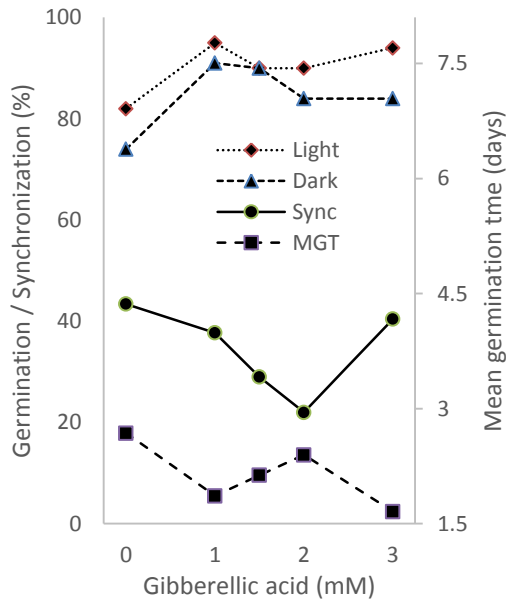 100
80
60
40
20
0
Germination / Synchronization (%)
Light
Dark
Sync
MGT
7.5
6
4.5
3
1.5
Mean germination tme (days)
0 1 2 3
Gibberellic acid (mM)